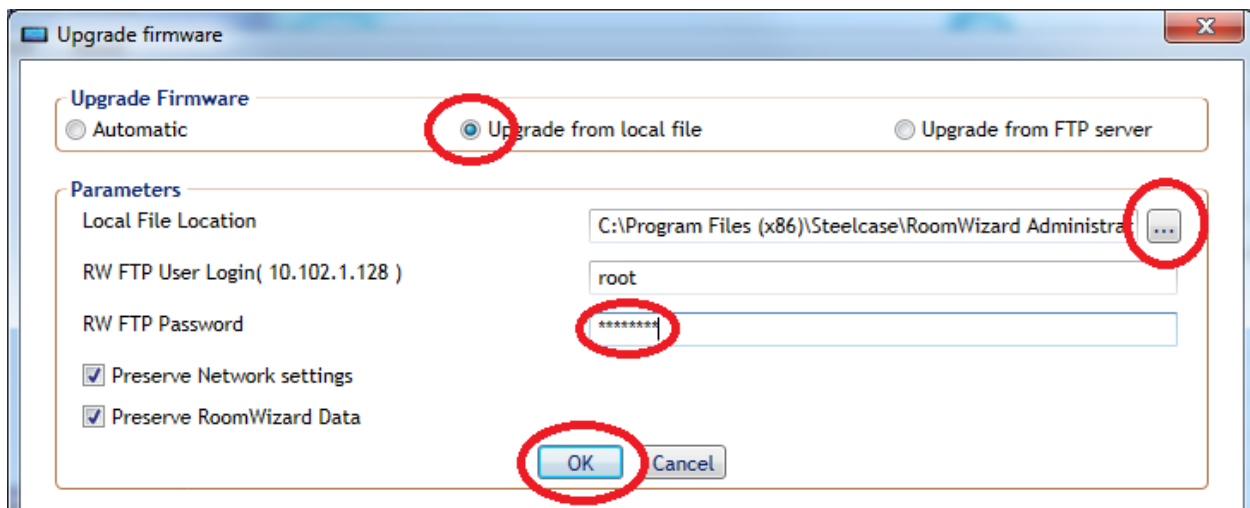 Upgrade firmware
Upgrade Firmware
Automatic Upgrade from local file Upgrade from FTP server
Parameters
Local File Location C:\Program Files (x86)\Steelcase\RoomWizard Administrat ...
RW FTP User Login( 10.102.1.128 ) root
RW FTP Password ********
Preserve Network settings
Preserve RoomWizard Data
OK Cancel